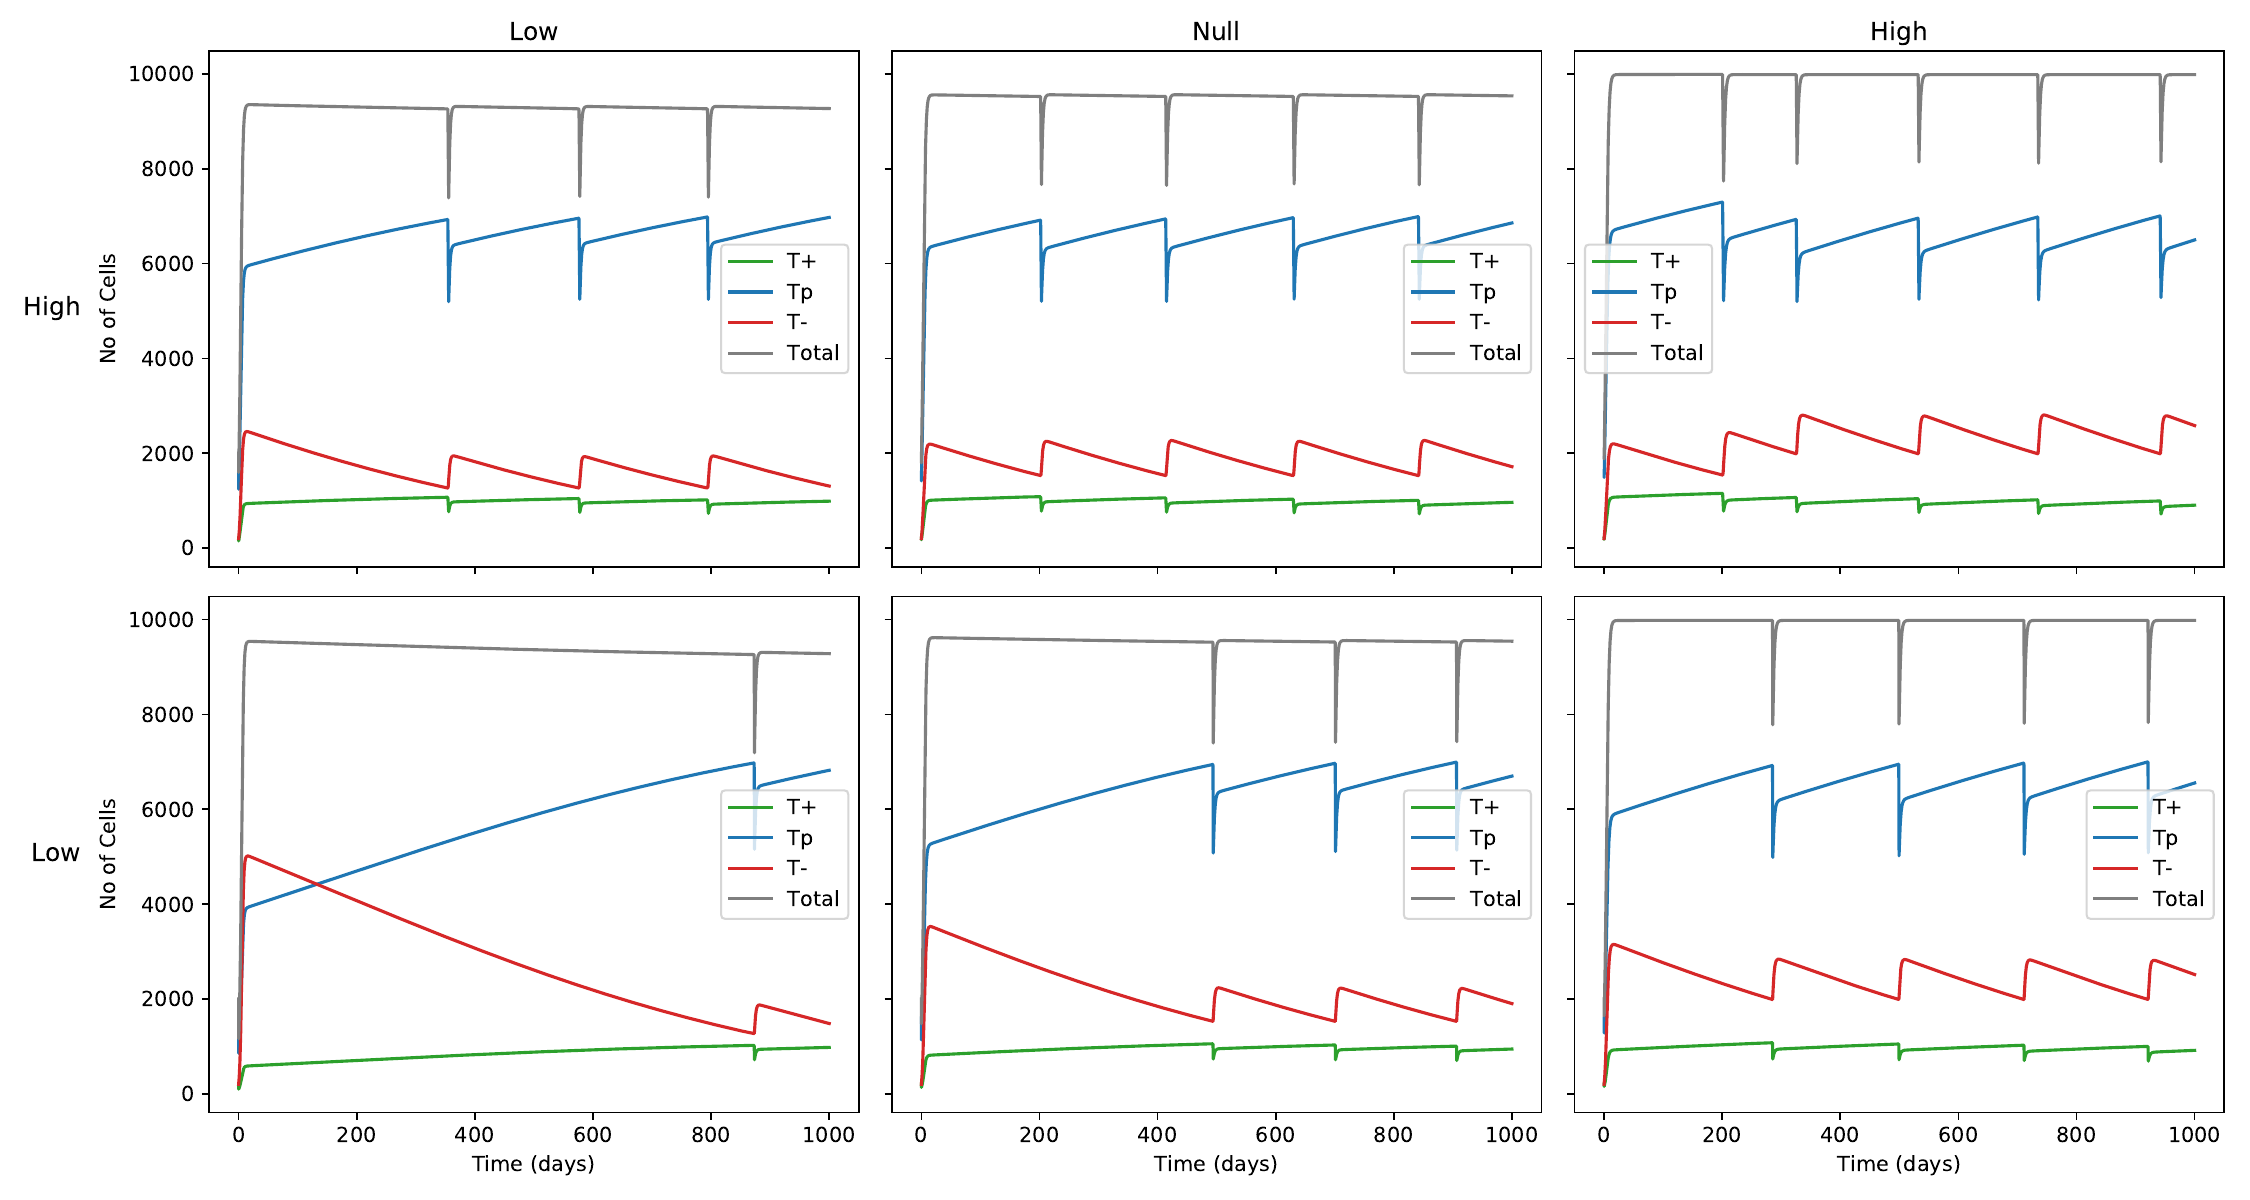 Low Null High
High
No of Cells
10000
8000
6000
4000
2000
0
T+
Tp
T-
Total
T+
Tp
T-
Total
T+
Tp
T-
Total
Low
No of Cells
10000
8000
6000
4000
2000
0
T+
Tp
T-
Total
T+
Tp
T-
Total
T+
Tp
T-
Total
0 200 400 600 800 1000
0 200 400 600 800 1000
0 200 400 600 800 1000
Time (days) Time (days) Time (days)